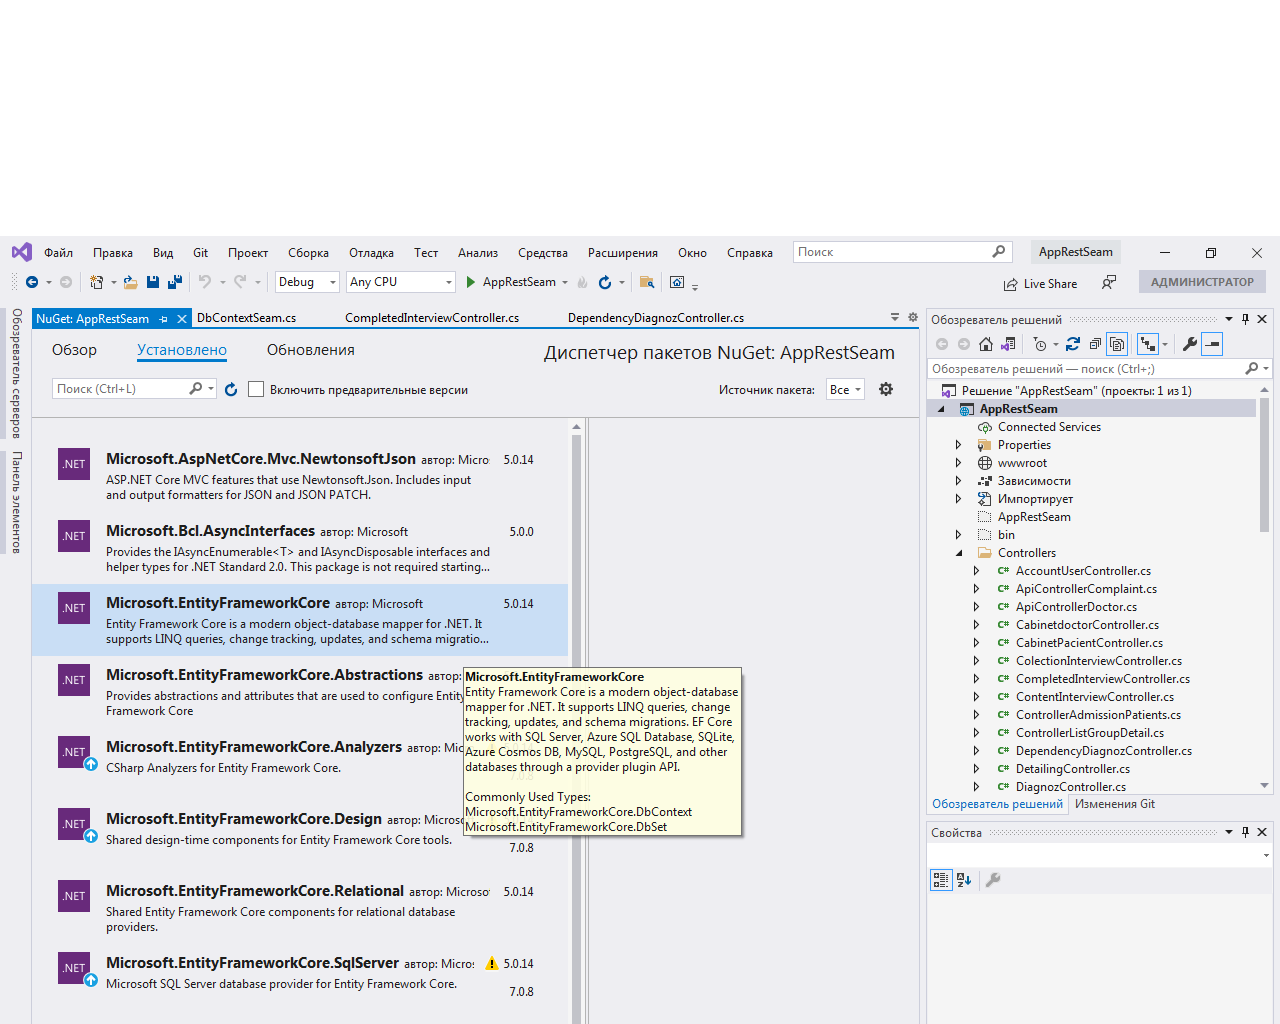 Файл Правка Вид Git Проект Сборка Отладка Тест Анализ Средства Расширения Окно Справка Поиск AppRestSeam
Debug Any CPU AppRestSeam Live Share АДМИНИСТРАТОР
Обозреватель серверов
Панель элементов
NuGet: AppRestSeam DbContextSeam.cs CompletedInterviewController.cs DependencyDiagnozController.cs
Обзор Установлено Обновления Диспетчер пакетов NuGet: AppRestSeam
Поиск (Ctrl+L) Включить предварительные версии Источник пакета: Все
.NET Microsoft.AspNetCore.Mvc.NewtonsoftJson автор: Micro 5.0.14
ASP.NET Core MVC features that use Newtonsoft.Json. Includes input
and output formatters for JSON and JSON PATCH.
.NET Microsoft.Bcl.AsyncInterfaces автор: Microsoft 5.0.0
Provides the IAsyncEnumerable<T> and IAsyncDisposable interfaces and
helper types for .NET Standard 2.0. This package is not required starting...
.NET Microsoft.EntityFrameworkCore автор: Microsoft 5.0.14
Entity Framework Core is a modern object-database mapper for .NET. It
supports LINQ queries, change tracking, updates, and schema migratio...
.NET Microsoft.EntityFrameworkCore.Abstractions автор:
Provides abstractions and attributes that are used to configure Entity
Framework Core
.NET Microsoft.EntityFrameworkCore.Analyzers автор: Mic
CSharp Analyzers for Entity Framework Core.
7.0.8
.NET Microsoft.EntityFrameworkCore.Design автор: Microso
Shared design-time components for Entity Framework Core tools.
7.0.8
.NET Microsoft.EntityFrameworkCore.Relational автор: Microso 5.0.14
Shared Entity Framework Core components for relational database
providers.
.NET Microsoft.EntityFrameworkCore.SqlServer автор: Micros 5.0.14
Microsoft SQL Server database provider for Entity Framework Core.
7.0.8
Microsoft.EntityFrameworkCore
Entity Framework Core is a modern object-database
mapper for .NET. It supports LINQ queries, change
tracking, updates, and schema migrations. EF Core
works with SQL Server, Azure SQL Database, SQLite,
Azure Cosmos DB, MySQL, PostgreSQL, and other
databases through a provider plugin API.
Commonly Used Types:
Microsoft.EntityFrameworkCore.DbContext
Microsoft.EntityFrameworkCore.DbSet
Обозреватель решений
Обозреватель решений — поиск (Ctrl+;)
Решение "AppRestSeam" (проекты: 1 из 1)
AppRestSeam
Connected Services
Properties
wwwroot
Зависимости
Импортирует
AppRestSeam
bin
Controllers
C# AccountUserController.cs
C# ApiControllerComplaint.cs
C# ApiControllerDoctor.cs
C# CabinetdoctorController.cs
C# CabinetPacientController.cs
C# ColectionInterviewController.cs
C# CompletedInterviewController.cs
C# ContentInterviewController.cs
C# ControllerAdmissionPatients.cs
C# ControllerListGroupDetail.cs
C# DependencyDiagnozController.cs
C# DetailingController.cs
C# DiagnozController.cs
Обозреватель решений Изменения Git
Свойства